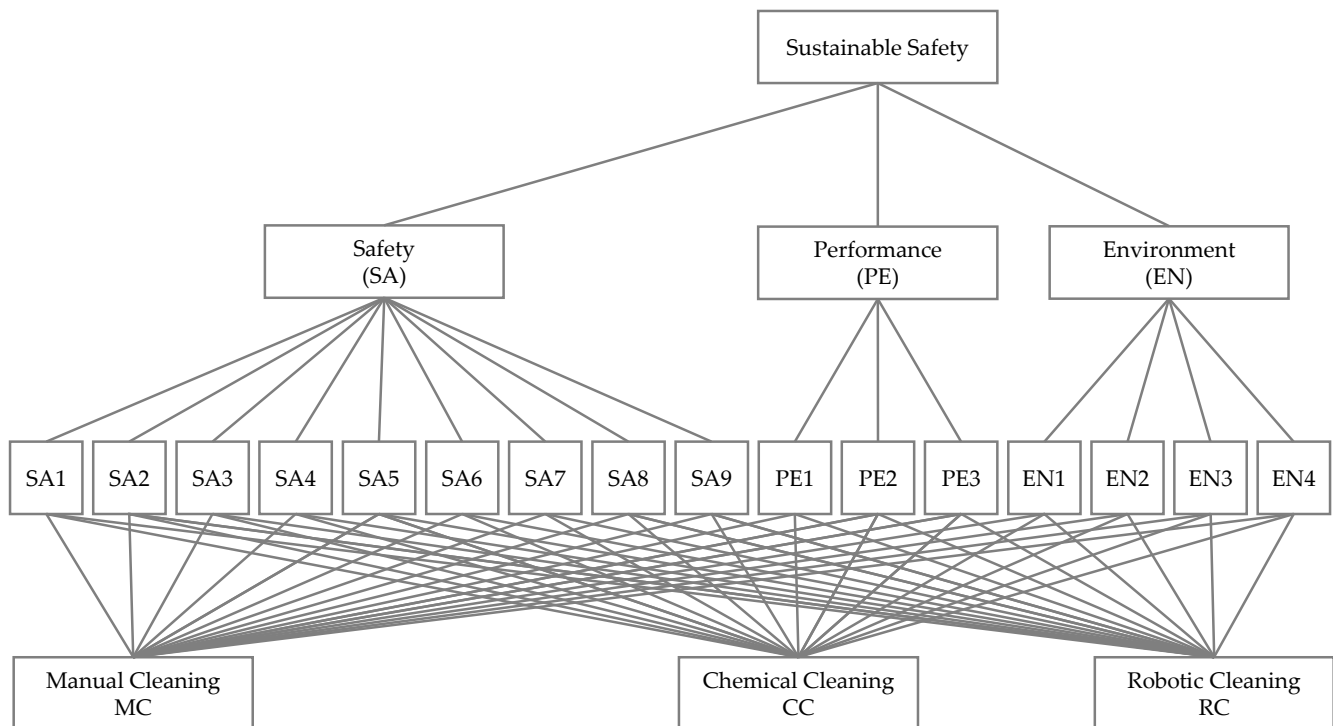 Sustainable Safety
Safety
(SA)
Performance
(PE)
Environment
(EN)
SA1
SA2
SA3
SA4
SA5
SA6
SA7
SA8
SA9
PE1
PE2
PE3
EN1
EN2
EN3
EN4
Manual Cleaning
MC
Chemical Cleaning
CC
Robotic Cleaning
RC